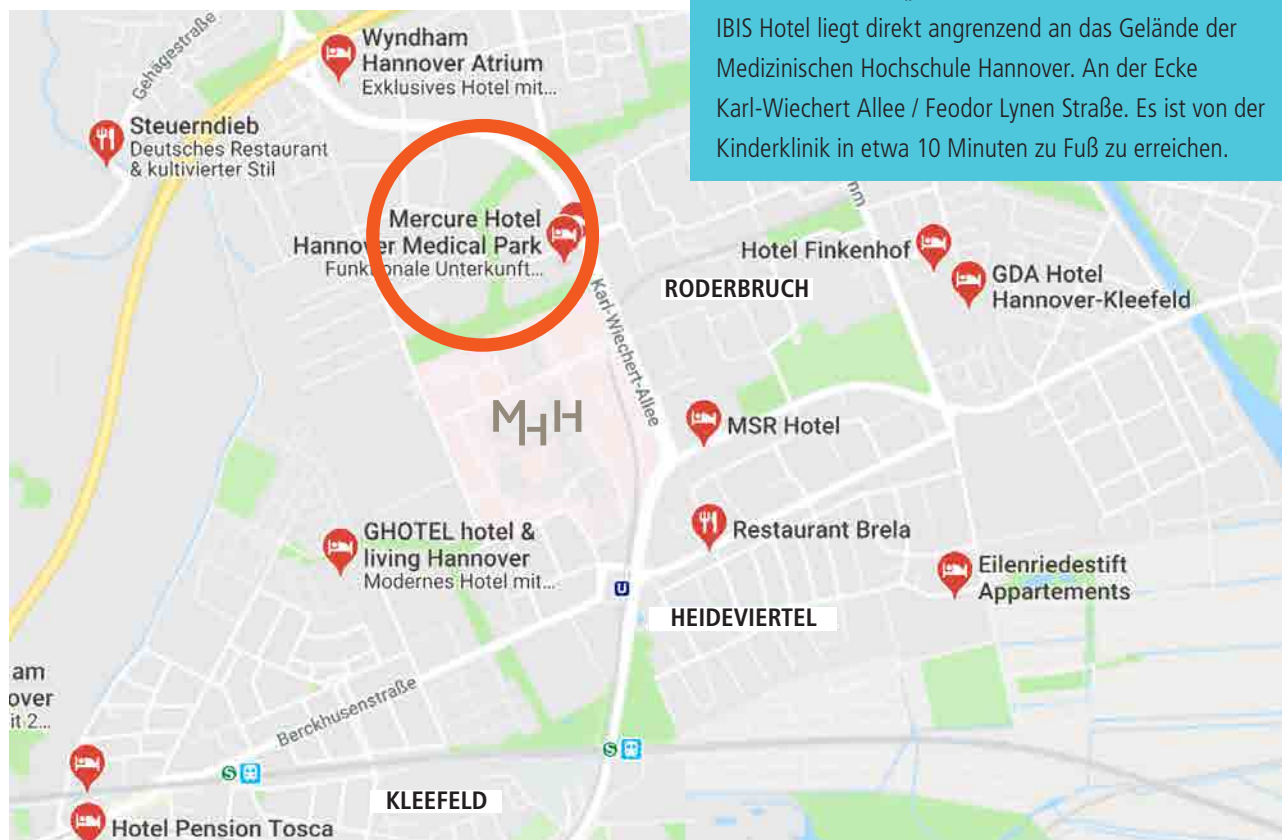 IBIS Hotel liegt direkt angrenzend an das Gelände der
Medizinischen Hochschule Hannover. An der Ecke
Karl-Wiechert Allee / Feodor Lynen Straße. Es ist von der
Kinderklinik in etwa 10 Minuten zu Fuß zu erreichen.
Gehägestraße
Wyndham
Hannover Atrium
Exklusives Hotel mit...
Steuerndieb
Deutsches Restaurant
& kultivierter Stil
Mercure Hotel
Hannover Medical Park
Funktionale Unterkunft...
Hotel Finkenhof
GDA Hotel
Hannover-Kleefeld
RODERBRUCH
Karl-Wiechert-Allee
MHH
MSR Hotel
GHOTEL hotel &
living Hannover
Modernes Hotel mit...
Restaurant Brela
Eilenriedestift
Appartements
U
HEIDEVIERTEL
am
over
it 2...
Berckhusenstraße
S
S
KLEEFELD
Hotel Pension Tosca